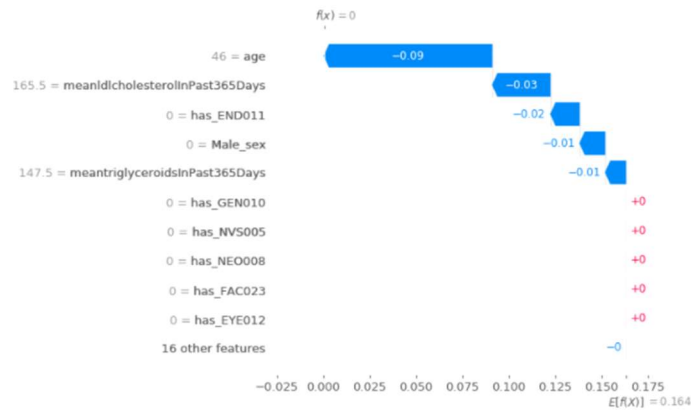 f(x) = 0
46 = age
−0.09
165.5 = meanldlcholesterolInPast365Days
−0.03
0 = has_END011
−0.02
0 = Male_sex
−0.01
147.5 = meantriglyceroidsInPast365Days
−0.01
0 = has_GEN010
+0
0 = has_NVS005
+0
0 = has_NEO008
+0
0 = has_FAC023
+0
0 = has_EYE012
+0
16 other features
−0
−0.025 0.000 0.025 0.050 0.075 0.100 0.125 0.150 0.175
E[f(X)] = 0.164